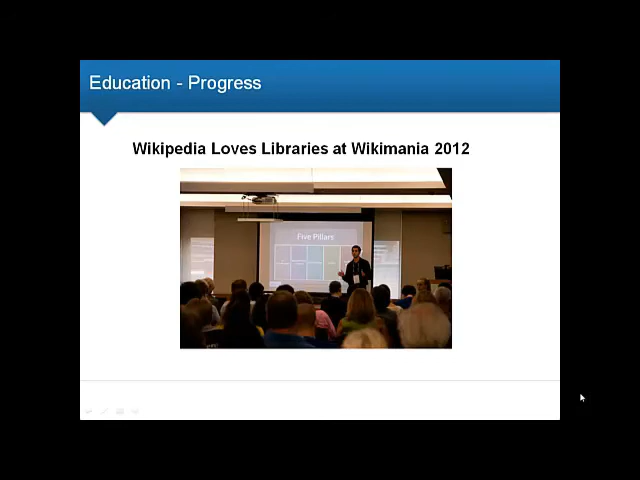 Education - Progress
Wikipedia Loves Libraries at Wikimania 2012
Five Pillars